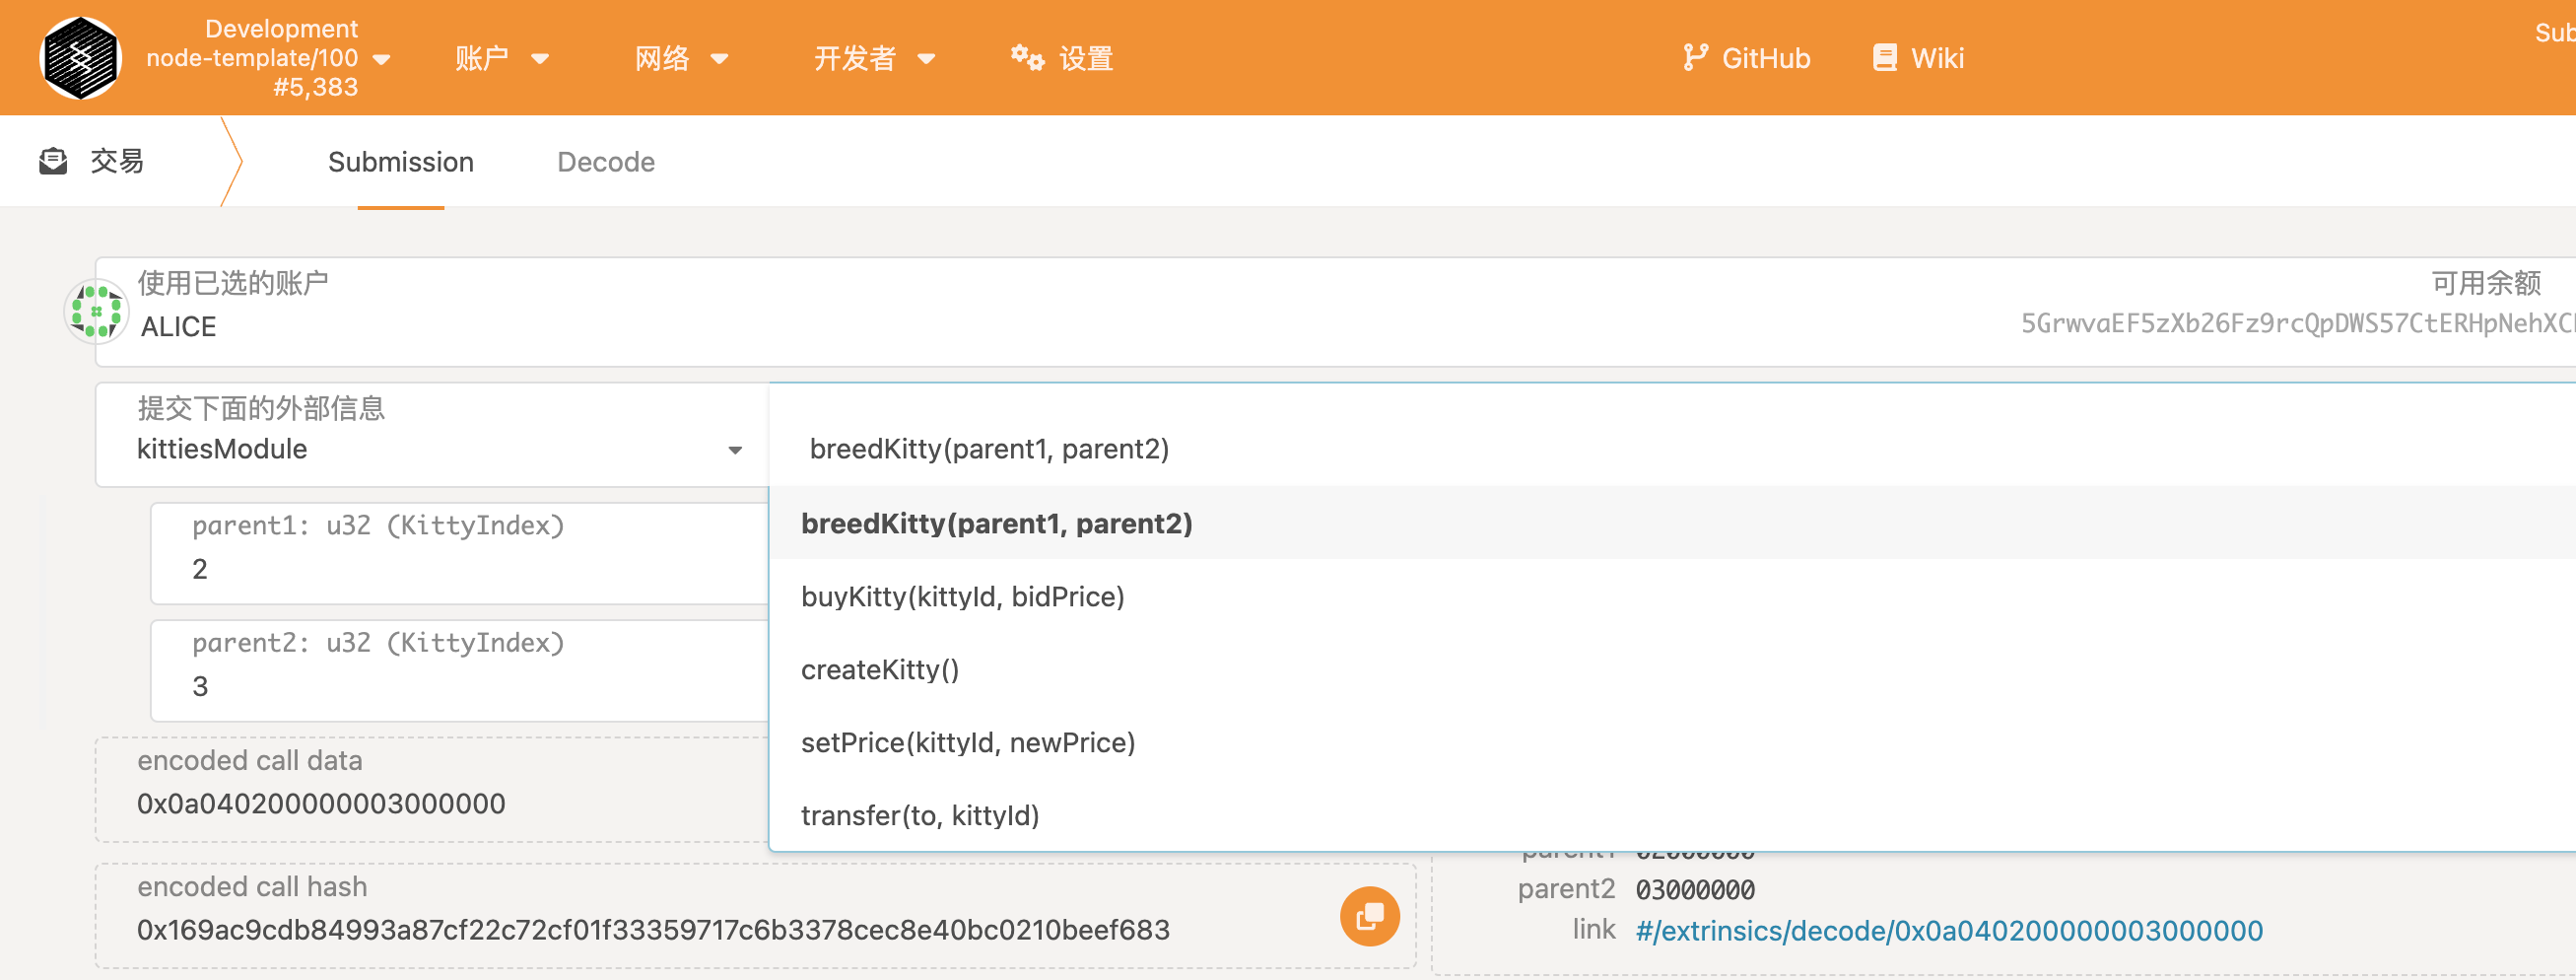 Development
node-template/100
#5,383
账户
网络
开发者
设置
GitHub
Wiki
交易
Submission
Decode
使用已选的账户
ALICE
可用余额
5GrwvaEF5zXb26Fz9rcQpDWS57CtERHpNehXC
提交下面的外部信息
kittiesModule
breedKitty(parent1, parent2)
breedKitty(parent1, parent2)
buyKitty(kittyId, bidPrice)
createKitty()
setPrice(kittyId, newPrice)
transfer(to, kittyId)
parent1: u32 (KittyIndex)
2
parent2: u32 (KittyIndex)
3
encoded call data
0x0a040200000003000000
encoded call hash
0x169ac9cdb84993a87cf22c72cf01f33359717c6b3378cec8e40bc0210beef683
parent1 02000000
parent2 03000000
link #/extrinsics/decode/0x0a040200000003000000